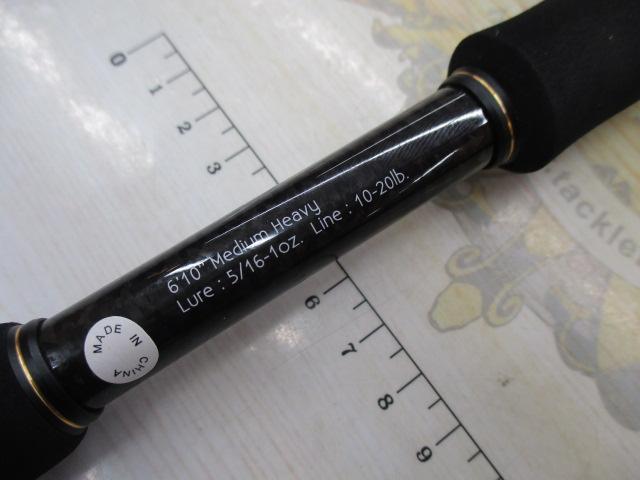 0
1
2
3
6'10" Medium Heavy
Lure : 5/16-1oz. Line : 10-20lb.
MADE IN CHINA
6
7
8
9
.tackle